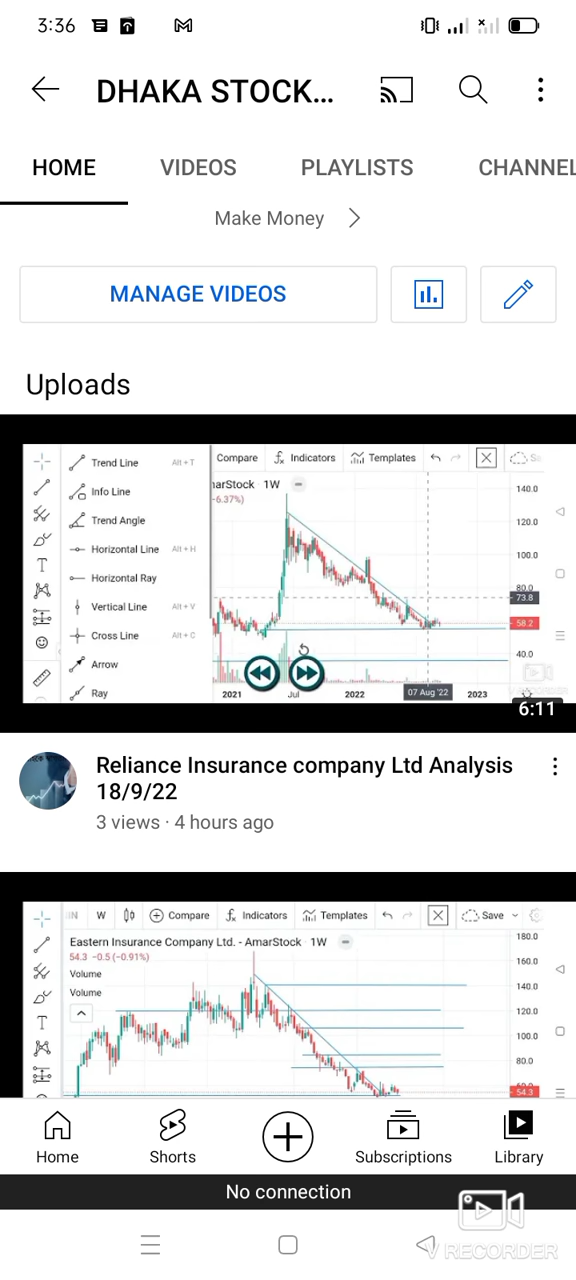 3:36
DHAKA STOCK...
HOME VIDEOS PLAYLISTS CHANNEL
Make Money
MANAGE VIDEOS
Uploads
Compare Indicators Templates
Trend Line Alt + T
Info Line
Trend Angle
Horizontal Line Alt + H
Horizontal Ray
Vertical Line Alt + V
Cross Line Alt + C
Arrow
Ray
arStock 1W
-6.37%)
140.0
120.0
100.0
80.0
73.8
58.2
40.0
2021 Jul 2022 07 Aug '22 2023
6:11
Reliance Insurance company Ltd Analysis
18/9/22
3 views · 4 hours ago
W Compare Indicators Templates Save
Eastern Insurance Company Ltd. - AmarStock 1W
54.3 -0.5 (-0.91%)
Volume
Volume
180.0
160.0
140.0
120.0
100.0
80.0
54.3
Home Shorts Subscriptions Library
No connection
V RECORDER